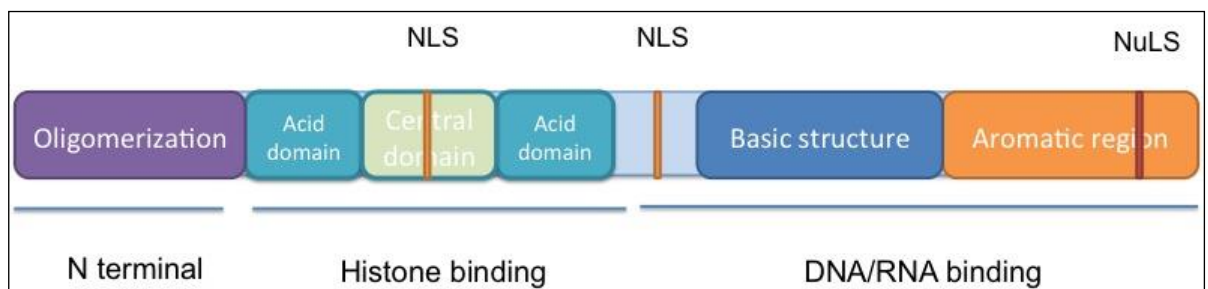 NLS
NLS
NuLS
Oligomerization
Acid
domain
Central
domain
Acid
domain
Basic structure
Aromatic region
N terminal
Histone binding
DNA/RNA binding